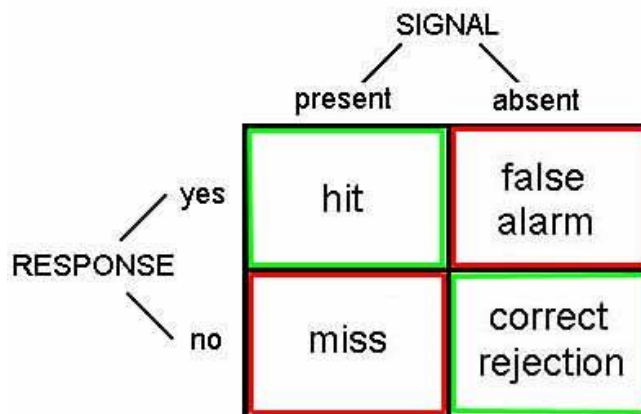 SIGNAL
present absent
yes hit false
alarm
RESPONSE
no miss correct
rejection